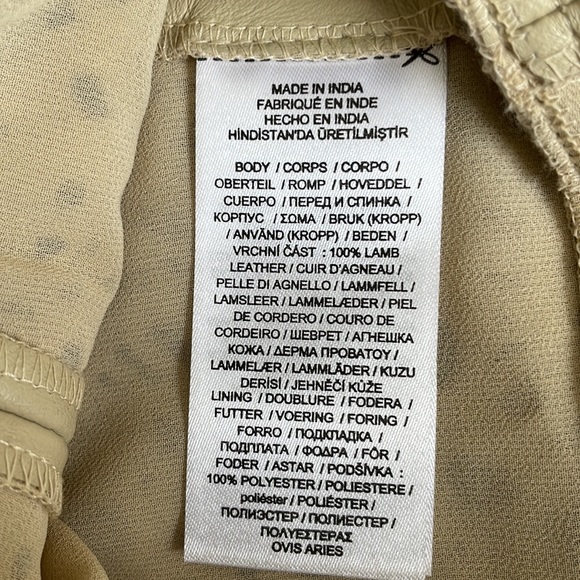 MADE IN INDIA
FABRIQUÉ EN INDE
HECHO EN INDIA
HİNDİSTAN'DA ÜRETİLMİŞTİR
BODY / CORPS / CORPO /
OBERTEIL / ROMP / HOVEDDEL /
CUERPO / ПЕРЕД И СПИНКА /
КОРПУС / ΣΩΜΑ / BRUK (KROPP)
/ ANVÄND (KROPP) / BEDEN /
VRCHNÍ ČÁST : 100% LAMB
LEATHER / CUIR D'AGNEAU /
PELLE DI AGNELLO / LAMMFELL /
LAMSLEER / LAMMELÆDER / PIEL
DE CORDERO / COURO DE
CORDEIRO / ШЕВРЕТ / АГНЕШКА
КОЖА / ΔΕΡΜΑ ΠΡΟΒΑΤΟΥ /
LAMMELÆR / LAMMLÄDER / KUZU
DERİSİ / JEHNĚČÍ KŮŽE
LINING / DOUBLURE / FODERA /
FUTTER / VOERING / FORING /
FORRO / ПОДКЛАДКА /
ПОДПЛАТА / ΦΟΔΡΑ / FÔR /
FODER / ASTAR / PODŠÍVKA :
100% POLYESTER / POLIESTERE /
poliéster / POLIÉSTER /
ПОЛИЭСТЕР / ПОЛИЕСТЕР /
ΠΟΛΥΕΣΤΕΡΑΣ
OVIS ARIES